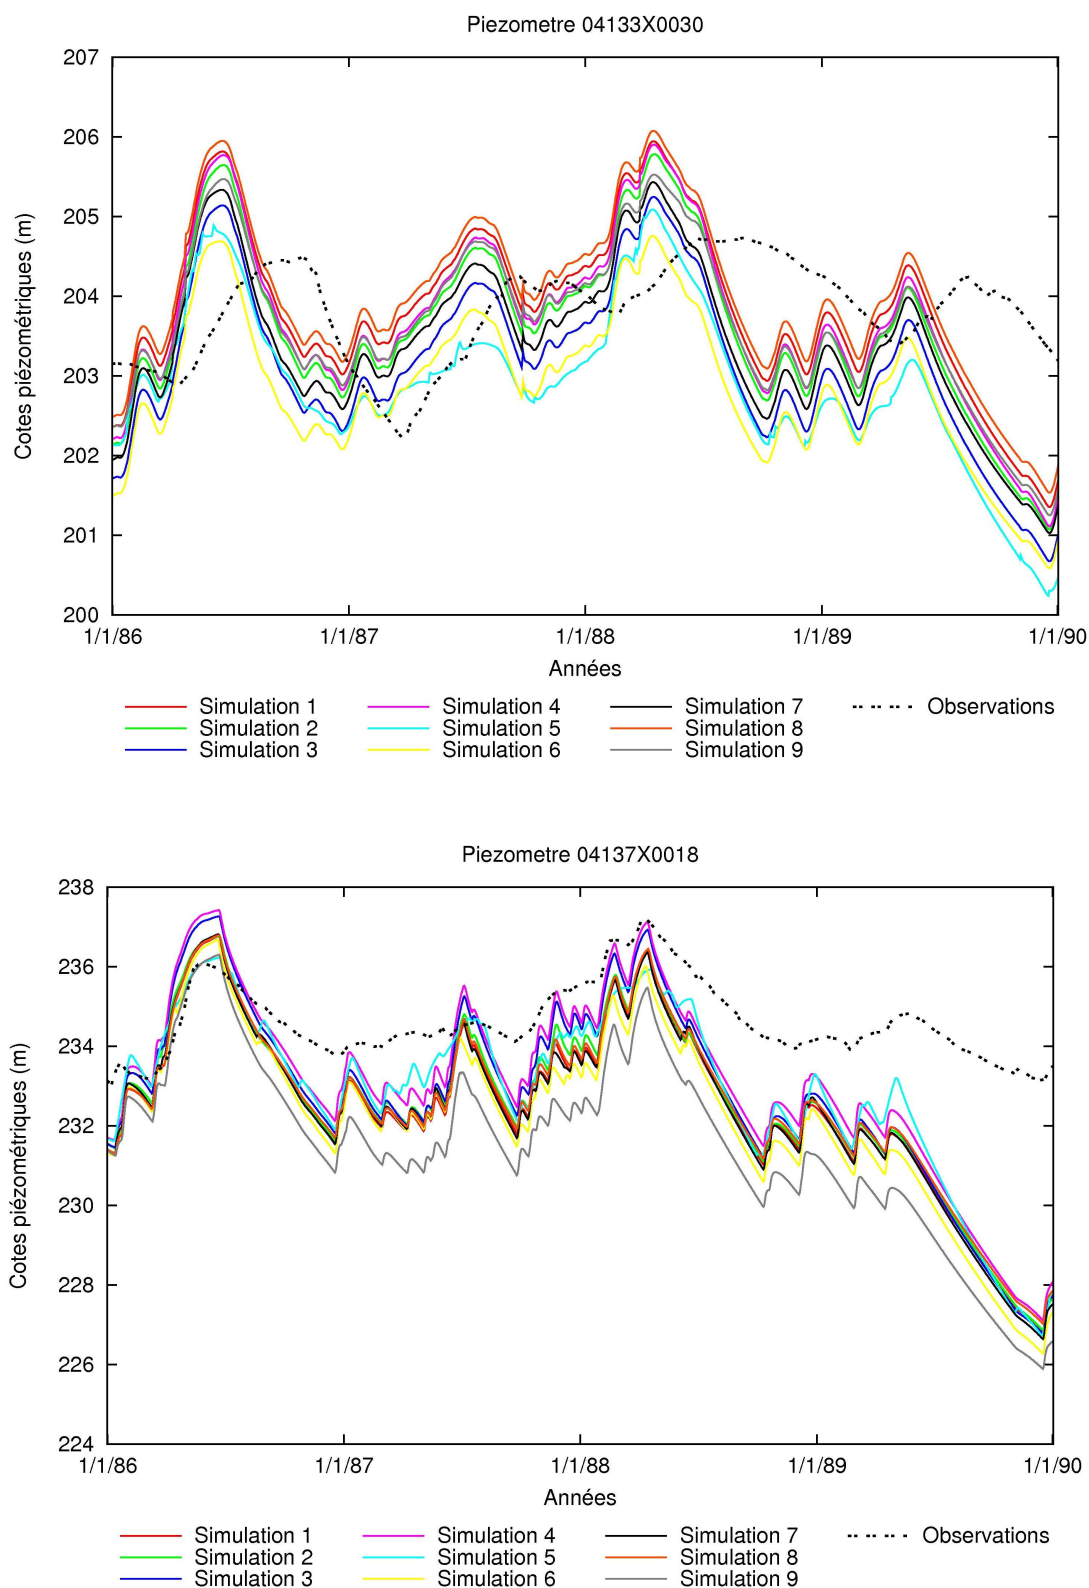 Piezometre 04133X0030
207
206
205
204
203
202
201
200
Cotes piézométriques (m)
1/1/86 1/1/87 1/1/88 1/1/89 1/1/90
Années
Simulation 1 Simulation 4 Simulation 7 Observations
Simulation 2 Simulation 5 Simulation 8
Simulation 3 Simulation 6 Simulation 9
Piezometre 04137X0018
238
236
234
232
230
228
226
224
Cotes piézométriques (m)
1/1/86 1/1/87 1/1/88 1/1/89 1/1/90
Années
Simulation 1 Simulation 4 Simulation 7 Observations
Simulation 2 Simulation 5 Simulation 8
Simulation 3 Simulation 6 Simulation 9